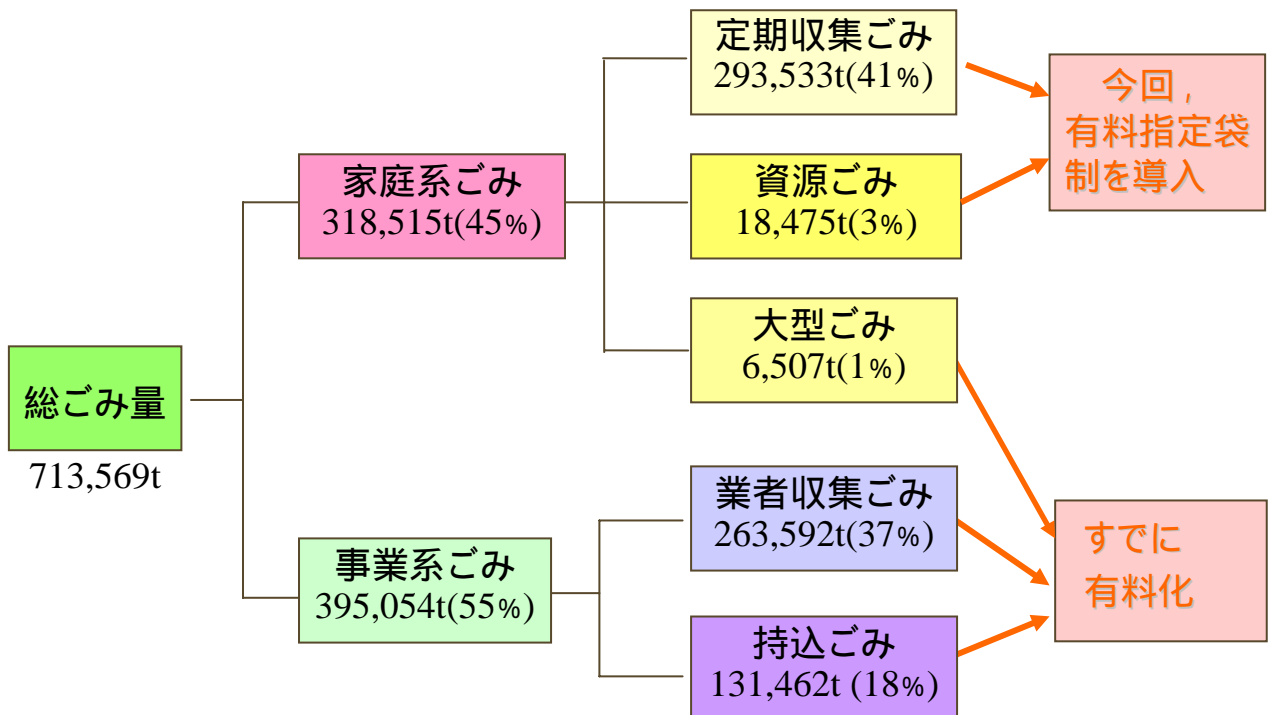 総ごみ量
713,569t
家庭系ごみ
318,515t(45%)
事業系ごみ
395,054t(55%)
定期収集ごみ
293,533t(41%)
資源ごみ
18,475t(3%)
大型ごみ
6,507t(1%)
業者収集ごみ
263,592t(37%)
持込ごみ
131,462t (18%)
今回,
有料指定袋
制を導入
すでに
有料化